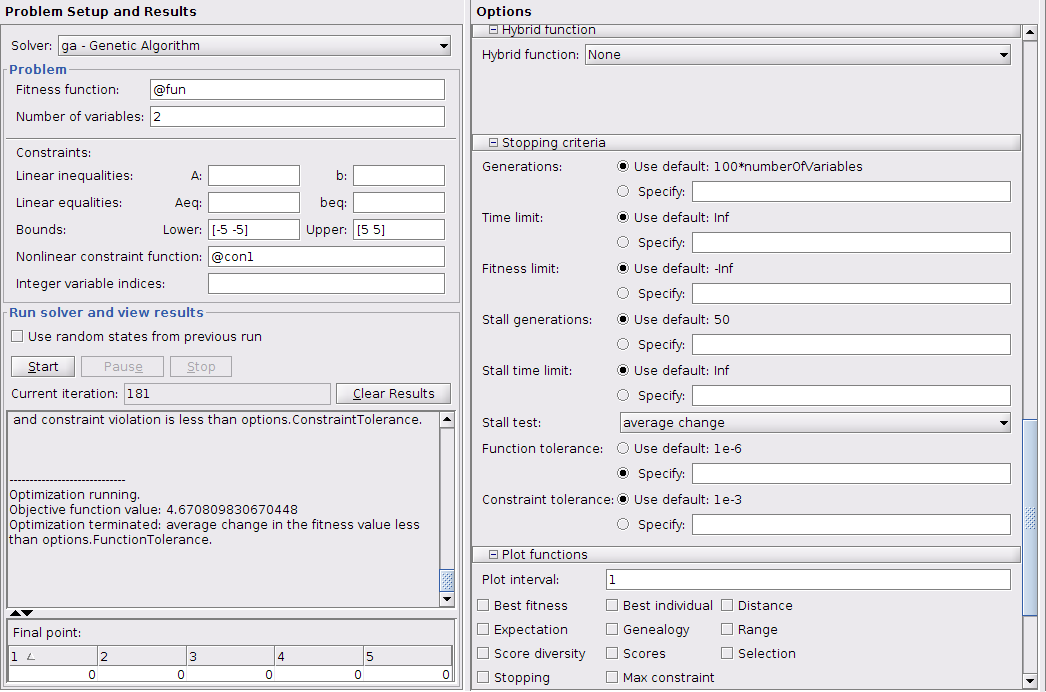 Problem Setup and Results
Solver: ga - Genetic Algorithm
Problem
Fitness function: @fun
Number of variables: 2
Constraints:
Linear inequalities: A: b:
Linear equalities: Aeq: beq:
Bounds: Lower: [-5 -5] Upper: [5 5]
Nonlinear constraint function: @con1
Integer variable indices:
Run solver and view results
Use random states from previous run
Start Pause Stop
Current iteration: 181 Clear Results
and constraint violation is less than options.ConstraintTolerance.
-----------------------------
Optimization running.
Objective function value: 4.670809830670448
Optimization terminated: average change in the fitness value less
than options.FunctionTolerance.
Final point:
1 2 3 4 5
0 0 0 0 0
Options
Hybrid function
Hybrid function: None
Stopping criteria
Generations: Use default: 100*numberOfVariables
Specify:
Time limit: Use default: Inf
Specify:
Fitness limit: Use default: -Inf
Specify:
Stall generations: Use default: 50
Specify:
Stall time limit: Use default: Inf
Specify:
Stall test: average change
Function tolerance: Use default: 1e-6
Specify:
Constraint tolerance: Use default: 1e-3
Specify:
Plot functions
Plot interval: 1
Best fitness Best individual Distance
Expectation Genealogy Range
Score diversity Scores Selection
Stopping Max constraint